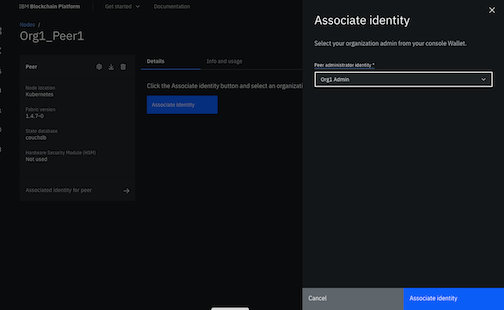 IBM Blockchain Platform
Get started
Documentation
Nodes /
Org1_Peer1
Peer
Node location
Kubernetes
Fabric version
1.4.7-0
State database
couchdb
Hardware Security Module (HSM)
Not used
Associated identity for peer
Details
Info and usage
Click the Associate identity button and select an organizati
Associate identity
Associate identity
Select your organization admin from your console Wallet.
Peer administrator identity *
Org1 Admin
Cancel
Associate identity